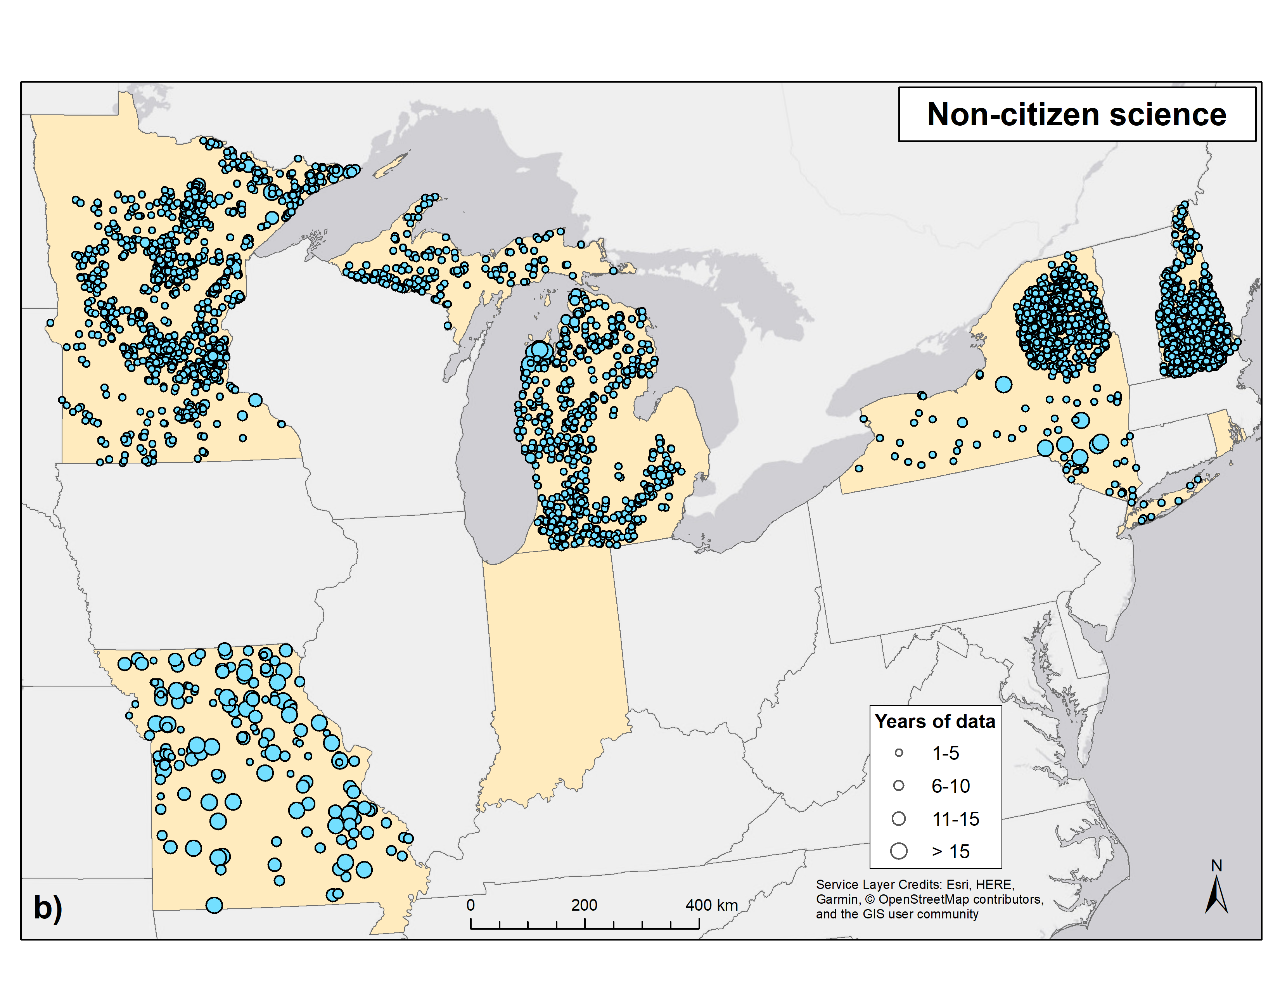 Non-citizen science
Years of data
1-5
6-10
11-15
> 15
Service Layer Credits: Esri, HERE,
Garmin, © OpenStreetMap contributors,
and the GIS user community
N
0 200 400 km
b)